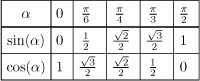 α 0 π/6 π/4 π/3 π/2
sin(α) 0 1/2 √2/2 √3/2 1
cos(α) 1 √3/2 √2/2 1/2 0